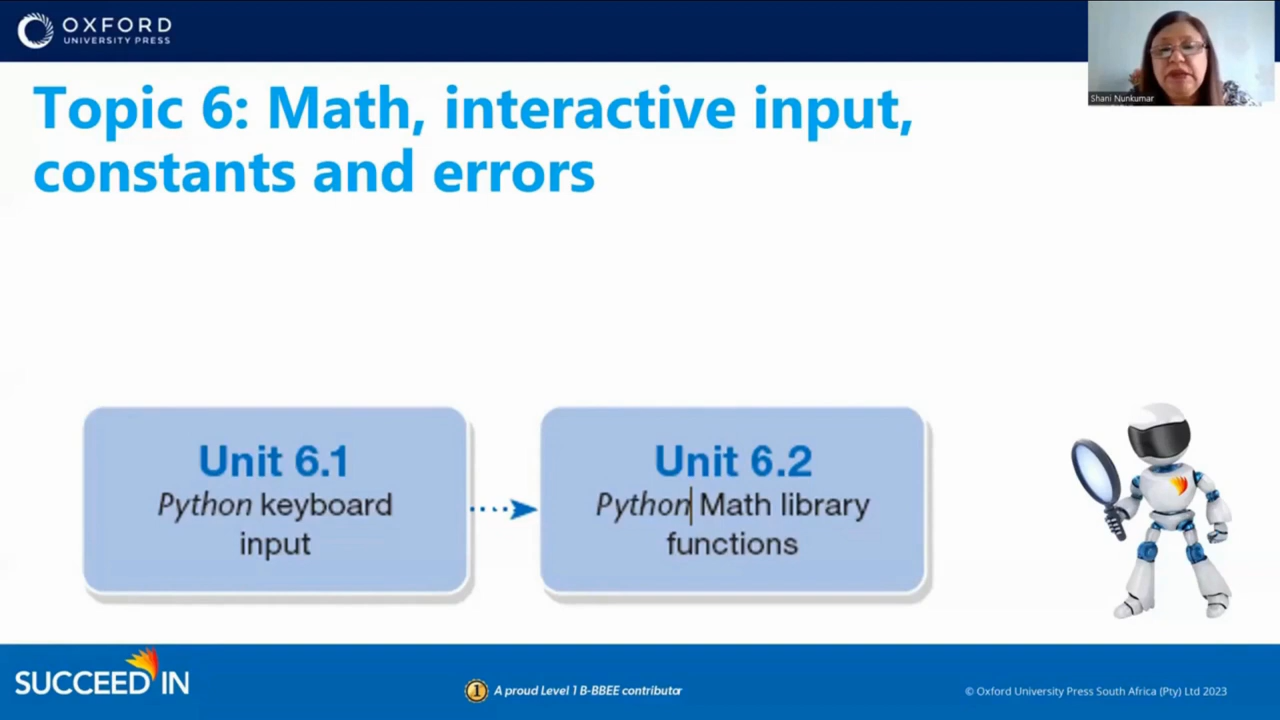 OXFORD
UNIVERSITY PRESS
Shani Nunkumar
Topic 6: Math, interactive input,
constants and errors
Unit 6.1
Python keyboard
input
Unit 6.2
Python Math library
functions
SUCCEED IN
1
A proud Level 1 B-BBEE contributor
© Oxford University Press South Africa (Pty) Ltd 2023